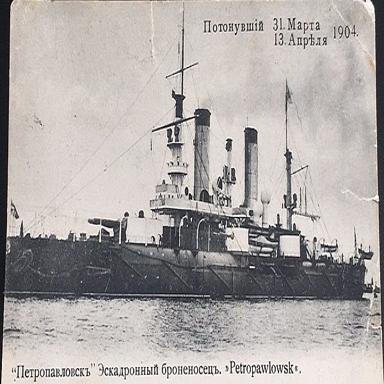 Потонувшій 31. Марта 1904.
13. Апрѣля
"Петропавловскъ" Эскадронный броненосецъ. »Petropawlowsk«.